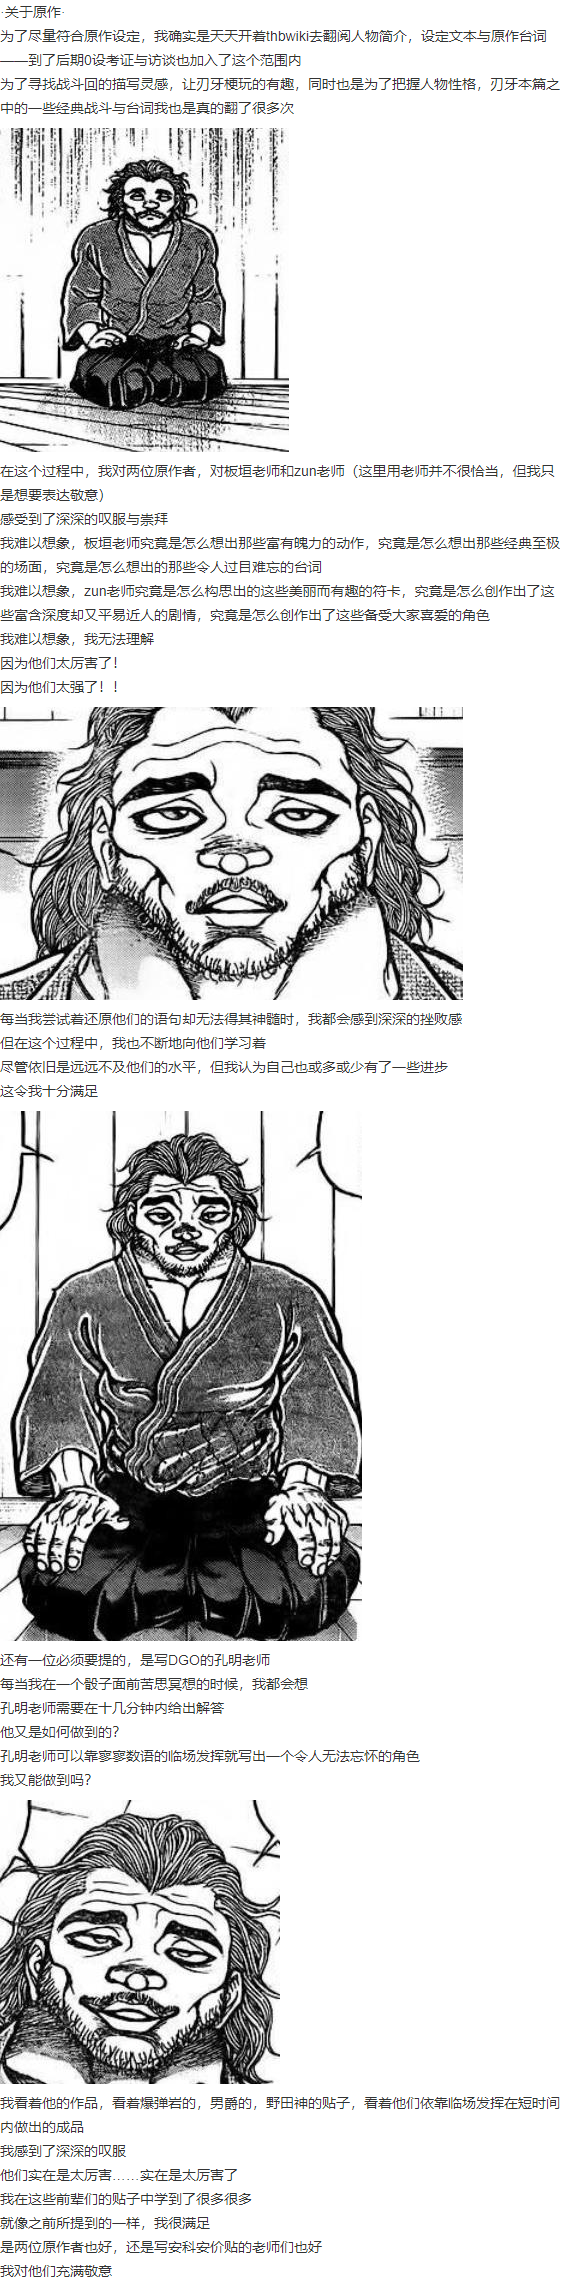 ·关于原作·
为了尽量符合原作设定，我确实是天天开着thbwiki去翻阅人物简介，设定文本与原作台词
——到了后期0设考证与访谈也加入了这个范围内
为了寻找战斗回的描写灵感，让刃牙梗玩的有趣，同时也是为了把握人物性格，刃牙本篇之
中的一些经典战斗与台词我也是真的翻了很多次
在这个过程中，我对两位原作者，对板垣老师和zun老师（这里用老师并不很恰当，但我只
是想要表达敬意）
感受到了深深的叹服与崇拜
我难以想象，板垣老师究竟是怎么想出那些富有魄力的动作，究竟是怎么想出那些经典至极
的场面，究竟是怎么想出的那些令人过目难忘的台词
我难以想象，zun老师究竟是怎么构思出的这些美丽而有趣的符卡，究竟是怎么创作出了这
些富含深度却又平易近人的剧情，究竟是怎么创作出了这些备受大家喜爱的角色
我难以想象，我无法理解
因为他们太厉害了！
因为他们太强了！！
每当我尝试着还原他们的语句却无法得其神髓时，我都会感到深深的挫败感
但在这个过程中，我也不断地向他们学习着
尽管依旧是远远不及他们的水平，但我认为自己也或多或少有了一些进步
这令我十分满足
还有一位必须要提的，是写DGO的孔明老师
每当我在一个骰子面前苦思冥想的时候，我都会想
孔明老师需要在十几分钟内给出解答
他又是如何做到的？
孔明老师可以靠寥寥数语的临场发挥就写出一个令人无法忘怀的角色
我又能做到吗？
我看着他的作品，看着爆弹岩的，男爵的，野田神的贴子，看着他们依靠临场发挥在短时间
内做出的成品
我感到了深深的叹服
他们实在是太厉害……实在是太厉害了
我在这些前辈们的贴子中学到了很多很多
就像之前所提到的一样，我很满足
是两位原作者也好，还是写安科安价贴的老师们也好
我对他们充满敬意